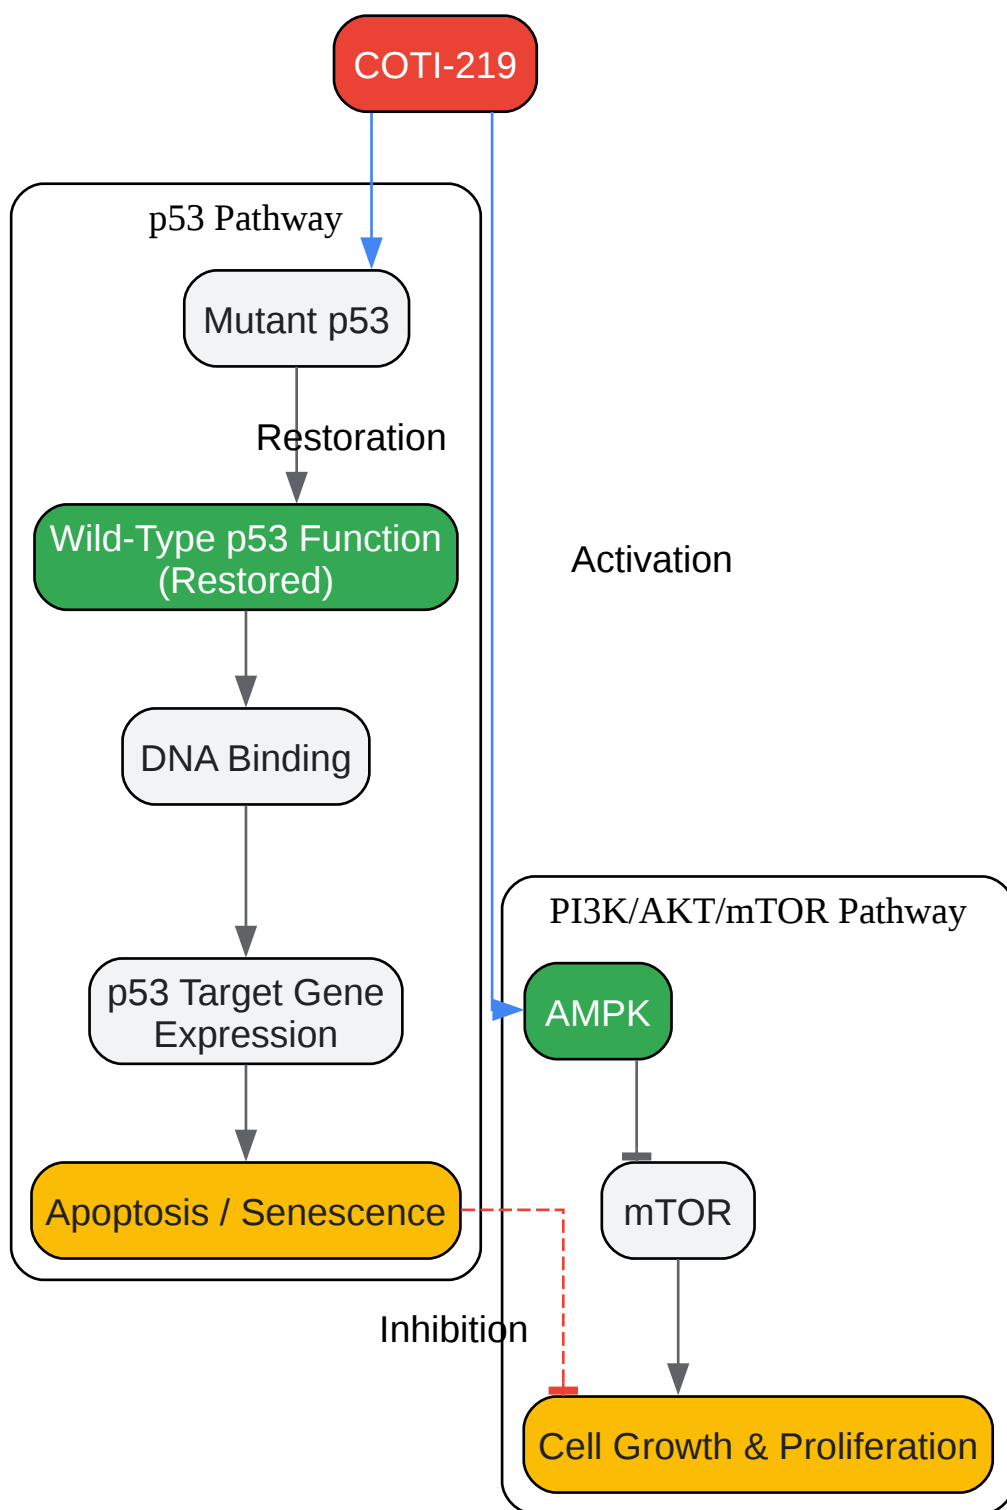 COTI-219
p53 Pathway
Mutant p53
Restoration
Wild-Type p53 Function
(Restored)
Activation
DNA Binding
PI3K/AKT/mTOR Pathway
p53 Target Gene
Expression
AMPK
Apoptosis / Senescence
mTOR
Inhibition
Cell Growth & Proliferation